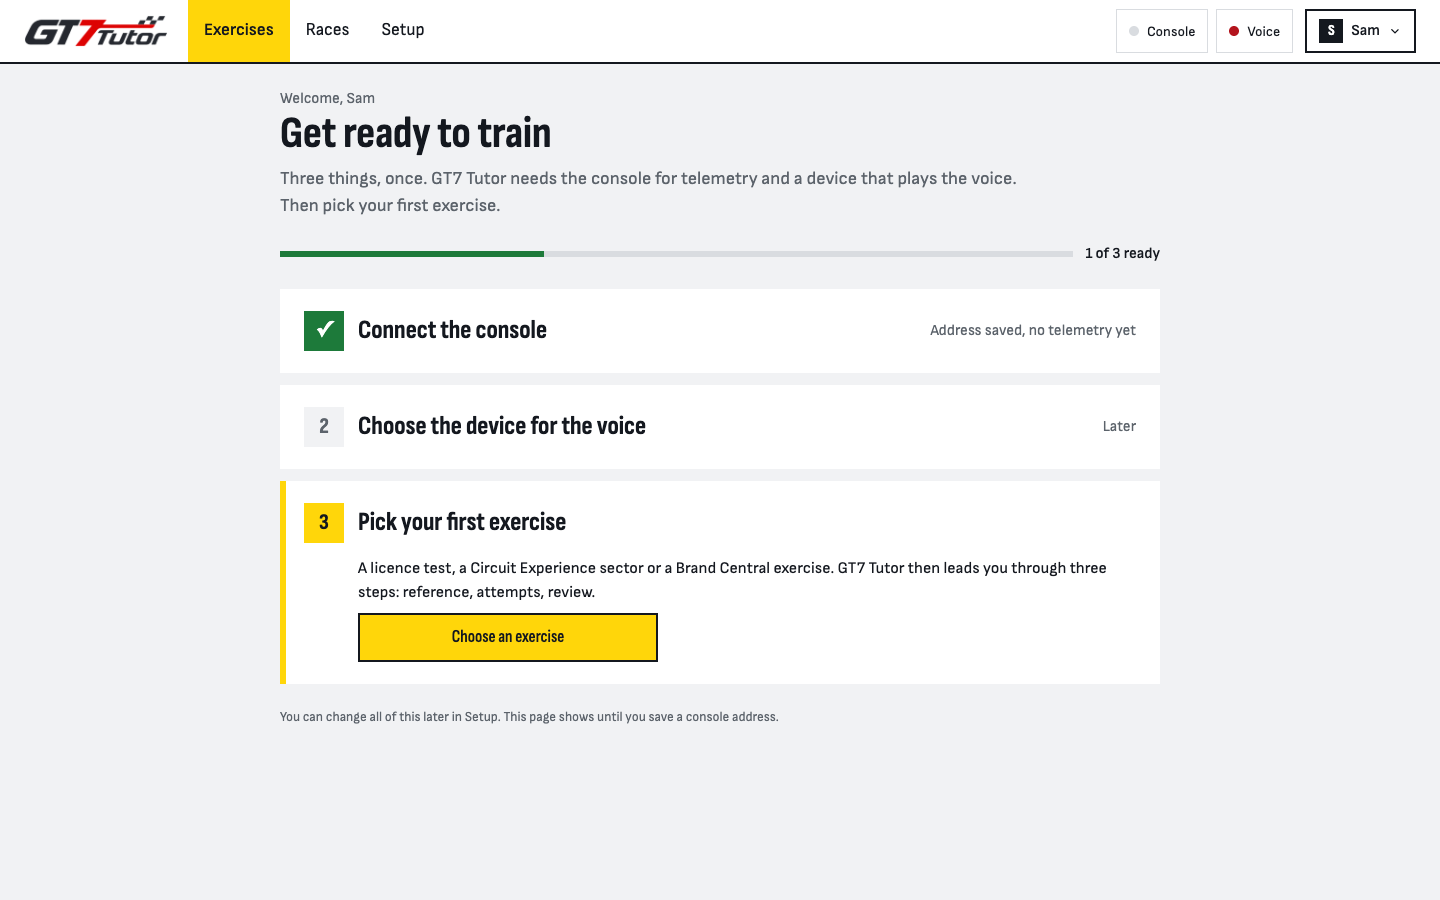 GT7 Tutor
Exercises
Races
Setup
Console
Voice
S
Sam
Welcome, Sam
Get ready to train
Three things, once. GT7 Tutor needs the console for telemetry and a device that plays the voice.
Then pick your first exercise.
1 of 3 ready
Connect the console
Address saved, no telemetry yet
2
Choose the device for the voice
Later
3
Pick your first exercise
A licence test, a Circuit Experience sector or a Brand Central exercise. GT7 Tutor then leads you through three
steps: reference, attempts, review.
Choose an exercise
You can change all of this later in Setup. This page shows until you save a console address.